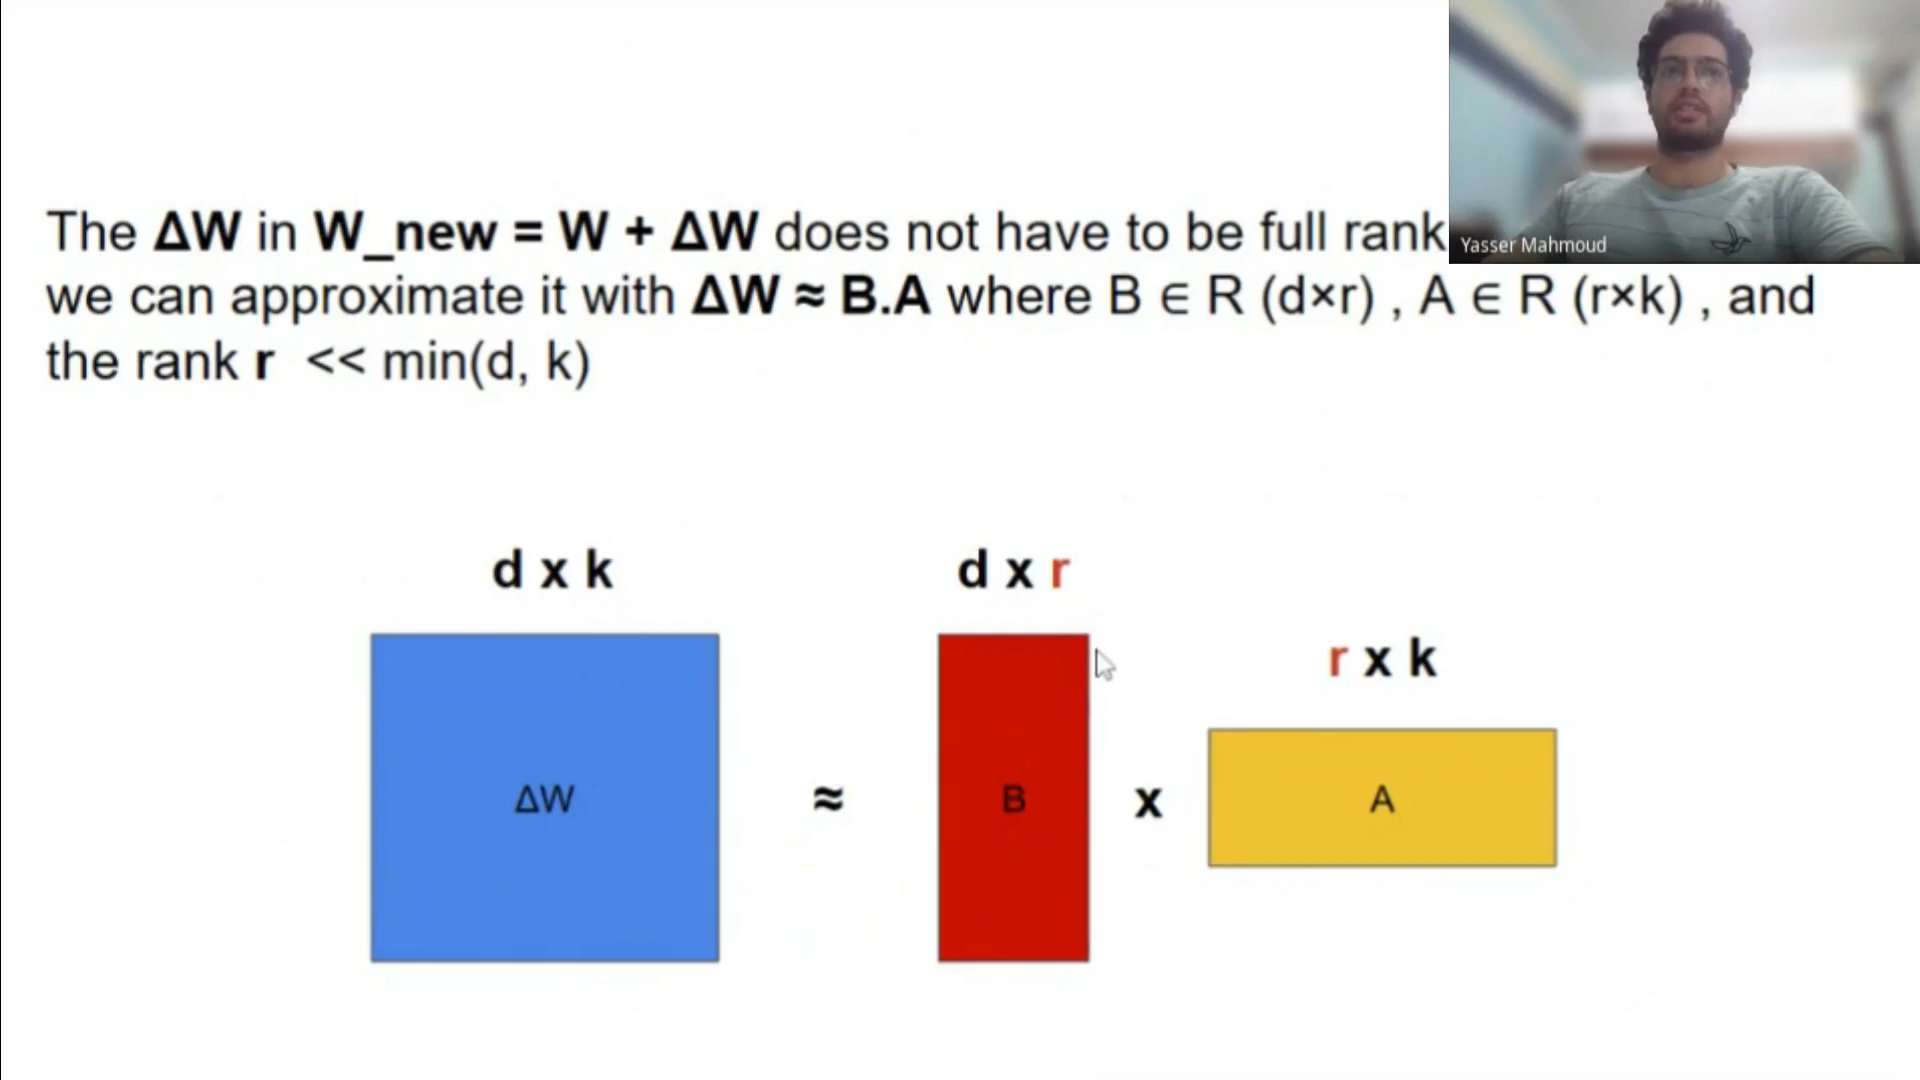 The ΔW in W_new = W + ΔW does not have to be full rank
Yasser Mahmoud
we can approximate it with ΔW ≈ B.A where B ∈ R (d×r) , A ∈ R (r×k) , and
the rank r << min(d, k)
d x k
d x r
r x k
ΔW
≈
B
x
A